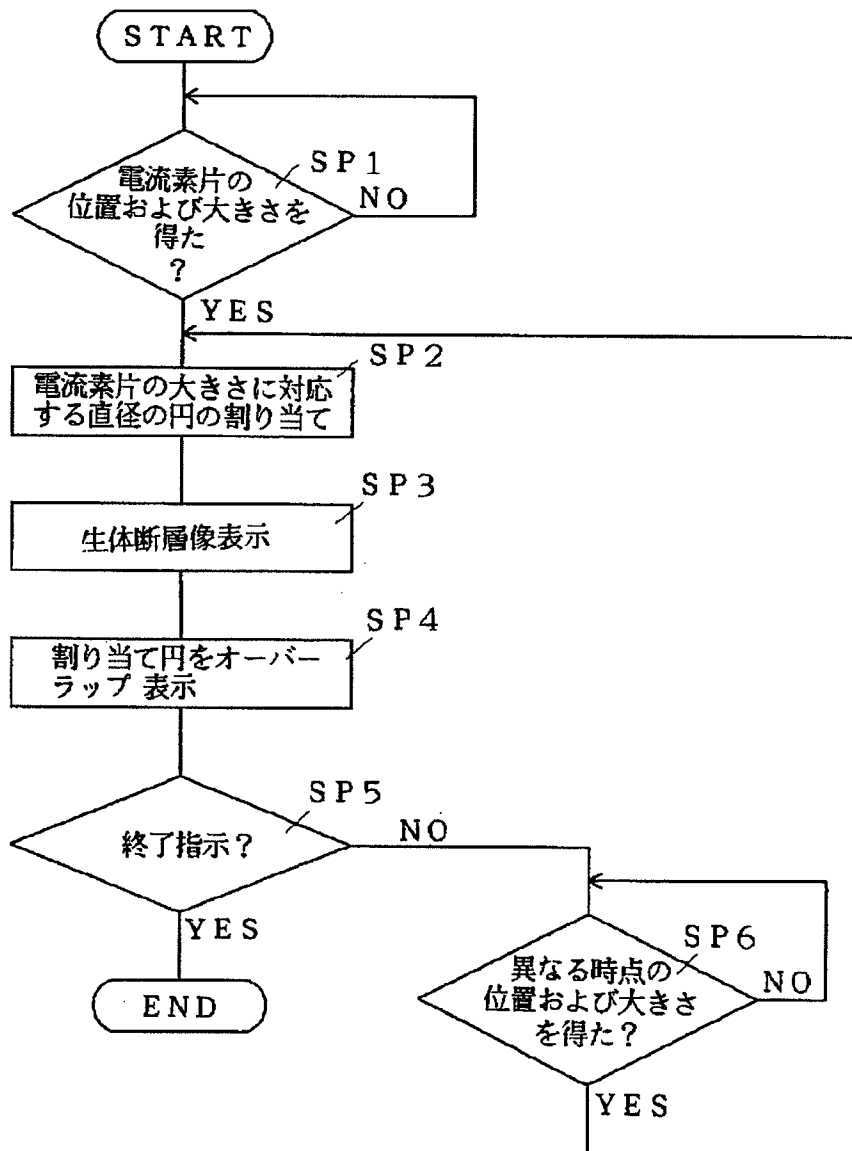 START
SP1
電流素片の
位置および大きさを
得た
?
NO
YES
SP2
電流素片の大きさに対応
する直径の円の割り当て
SP3
生体断層像表示
SP4
割り当て円をオーバー
ラップ 表示
SP5
終了指示?
NO
YES
END
SP6
異なる時点の
位置および大きさ
を得た?
NO
YES